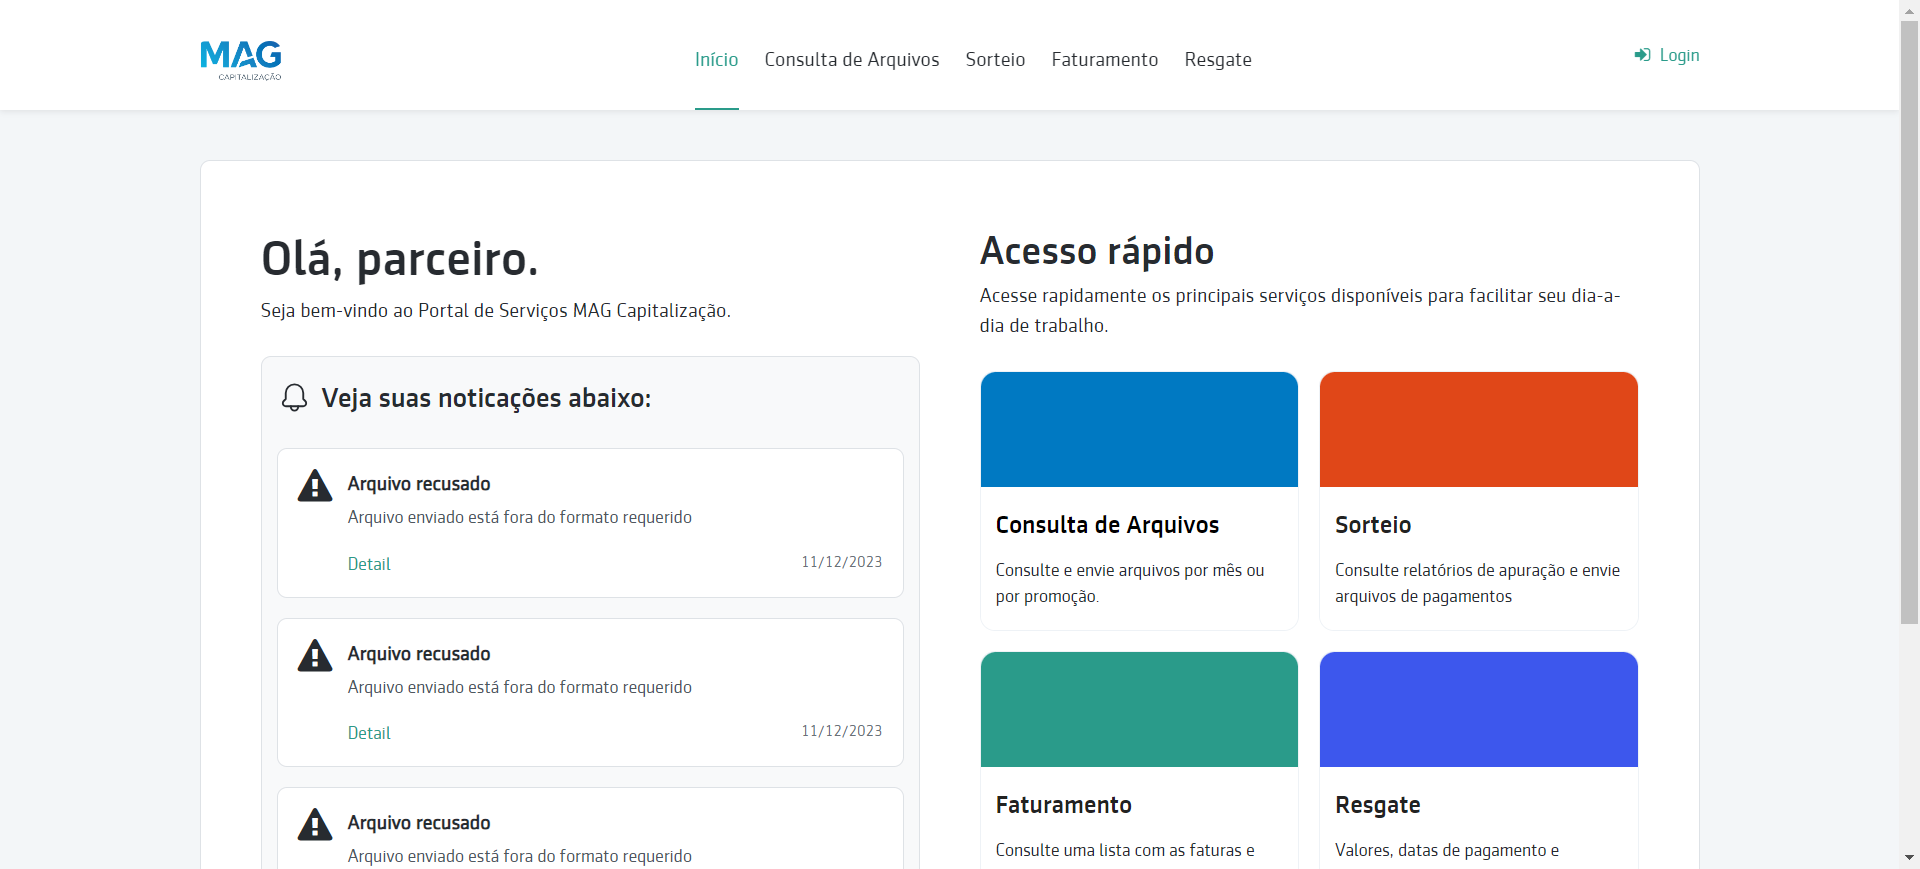 MAG
CAPITALIZAÇÃO
Início
Consulta de Arquivos
Sorteio
Faturamento
Resgate
Login
Olá, parceiro.
Seja bem-vindo ao Portal de Serviços MAG Capitalização.
Veja suas noticações abaixo:
Arquivo recusado
Arquivo enviado está fora do formato requerido
Detail
11/12/2023
Arquivo recusado
Arquivo enviado está fora do formato requerido
Detail
11/12/2023
Arquivo recusado
Arquivo enviado está fora do formato requerido
Acesso rápido
Acesse rapidamente os principais serviços disponíveis para facilitar seu dia-a-
dia de trabalho.
Consulta de Arquivos
Consulte e envie arquivos por mês ou
por promoção.
Sorteio
Consulte relatórios de apuração e envie
arquivos de pagamentos
Faturamento
Consulte uma lista com as faturas e
Resgate
Valores, datas de pagamento e